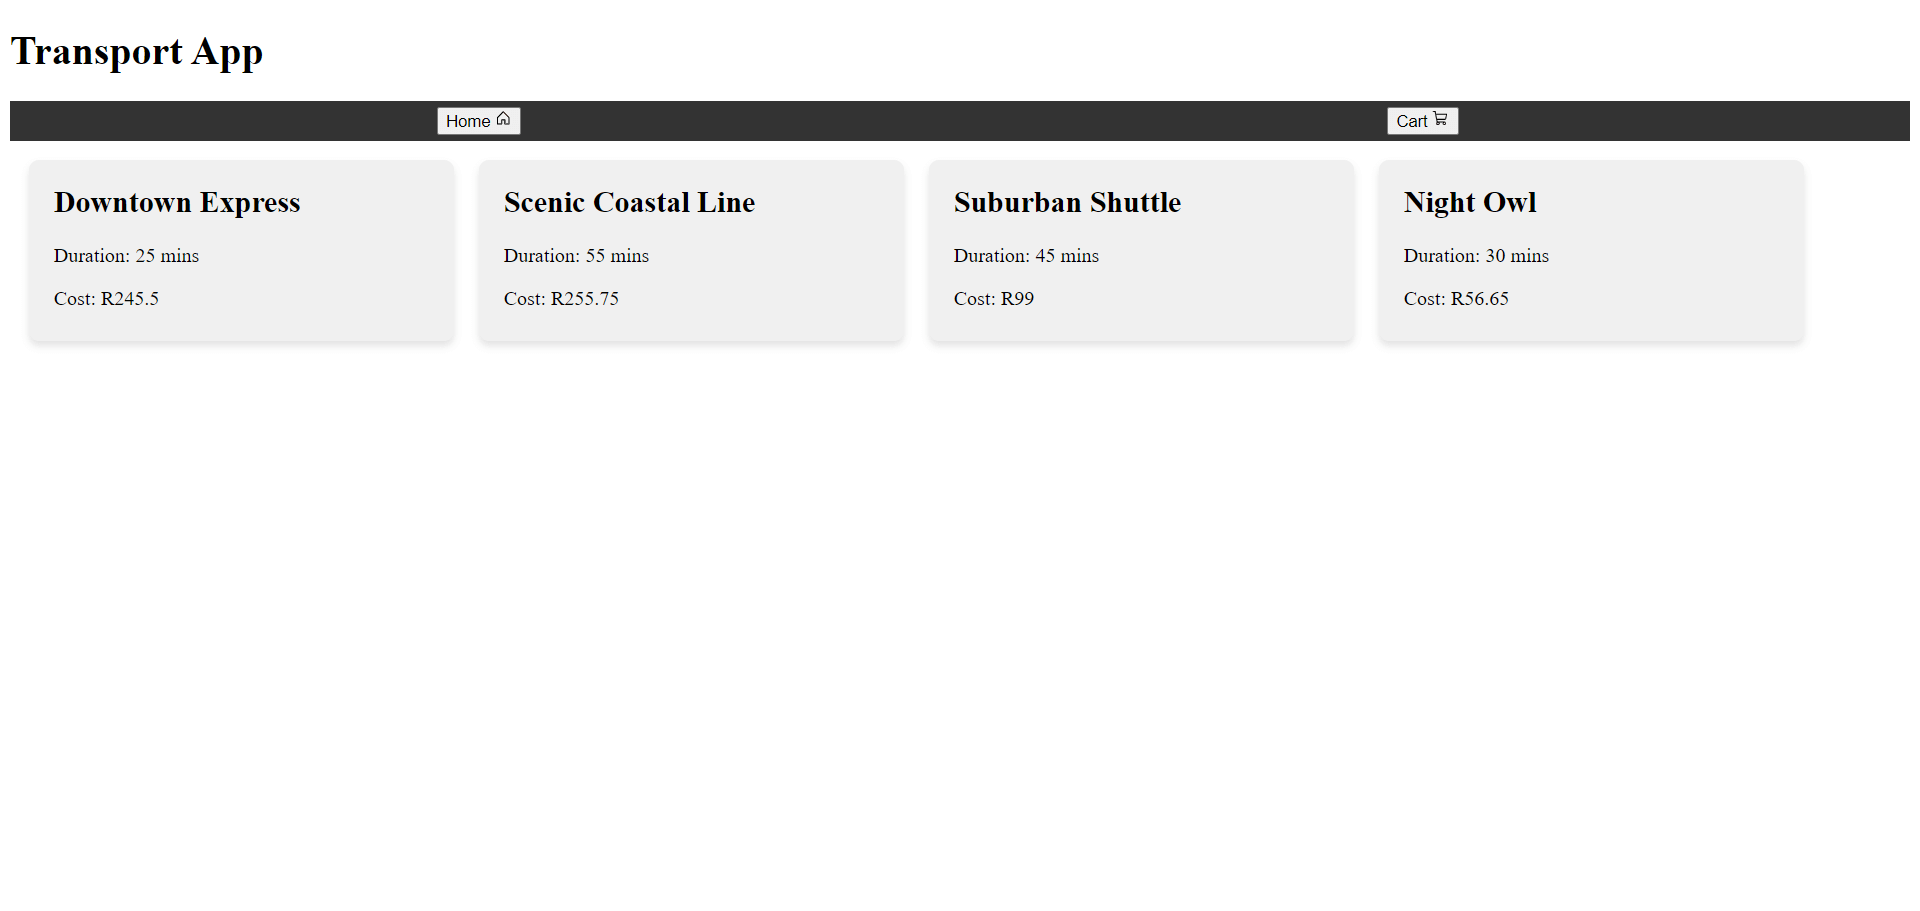 Transport App
Home
Cart
Downtown Express
Duration: 25 mins
Cost: R245.5
Scenic Coastal Line
Duration: 55 mins
Cost: R255.75
Suburban Shuttle
Duration: 45 mins
Cost: R99
Night Owl
Duration: 30 mins
Cost: R56.65